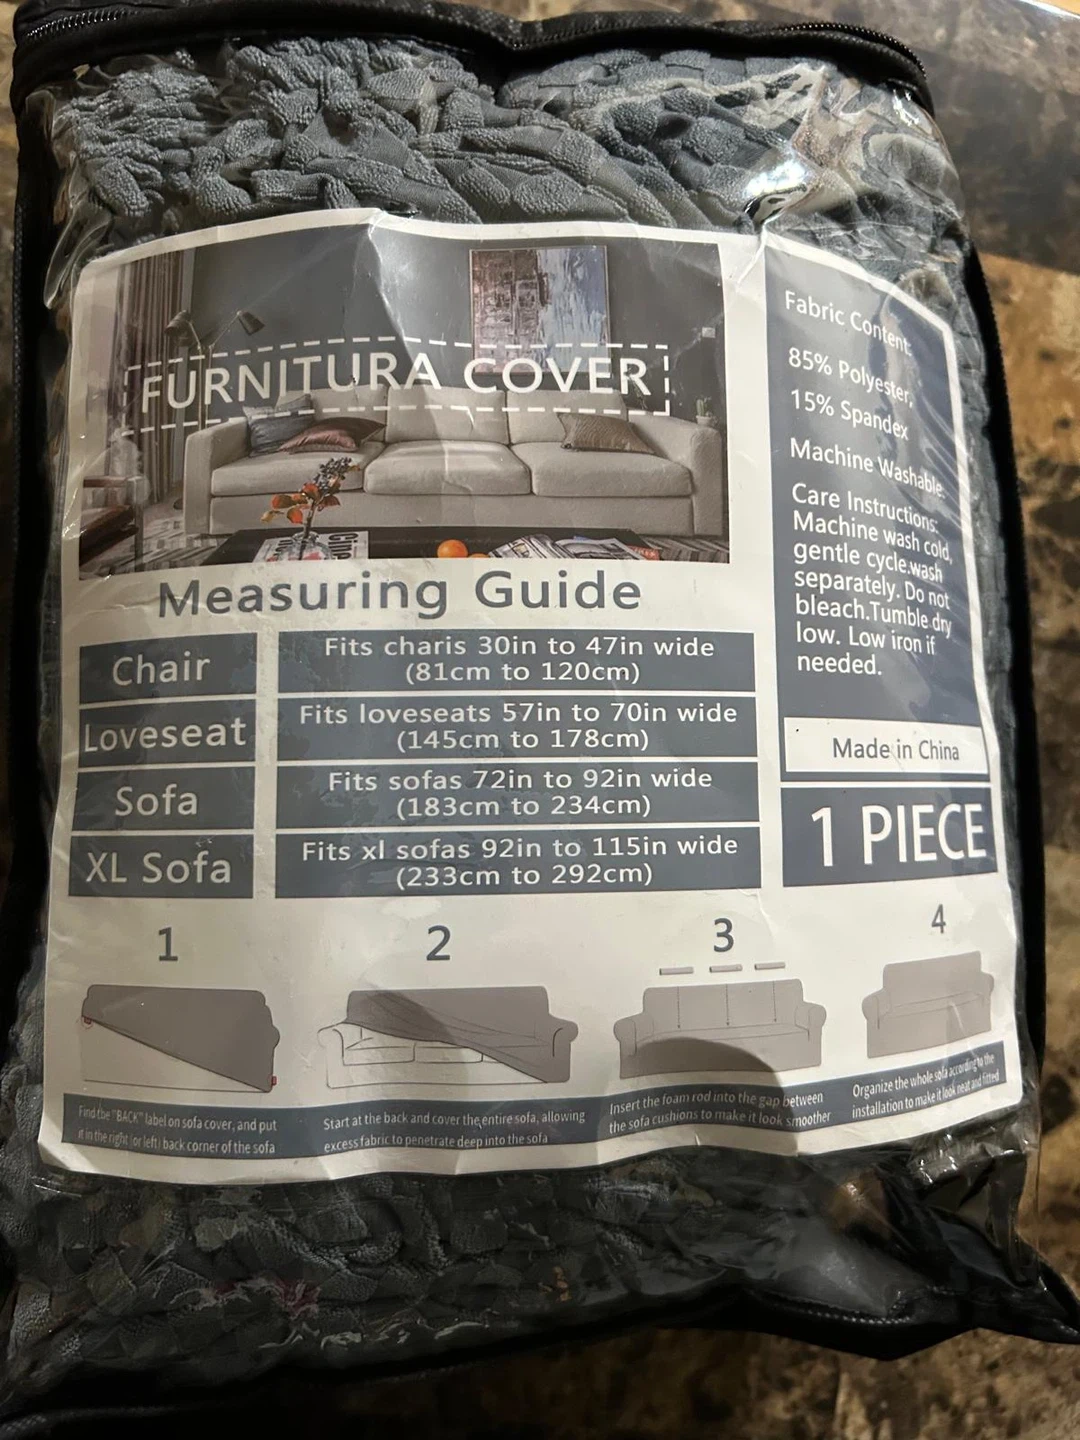 FURNITURA COVER
Measuring Guide
Chair
Fits charis 30in to 47in wide
(81cm to 120cm)
Loveseat
Fits loveseats 57in to 70in wide
(145cm to 178cm)
Sofa
Fits sofas 72in to 92in wide
(183cm to 234cm)
XL Sofa
Fits xl sofas 92in to 115in wide
(233cm to 292cm)
Fabric Content:
85% Polyester,
15% Spandex
Machine Washable.
Care Instructions:
Machine wash cold,
gentle cycle.wash
separately. Do not
bleach.Tumble dry
low. Low iron if
needed.
Made in China
1 PIECE
1
Find the "BACK" label on sofa cover, and put
it in the right (or left) back corner of the sofa
2
Start at the back and cover the entire sofa, allowing
excess fabric to penetrate deep into the sofa
3
Insert the foam rod into the gap between
the sofa cushions to make it look smoother
4
Organize the whole sofa according to the
installation to make it look neat and fitted